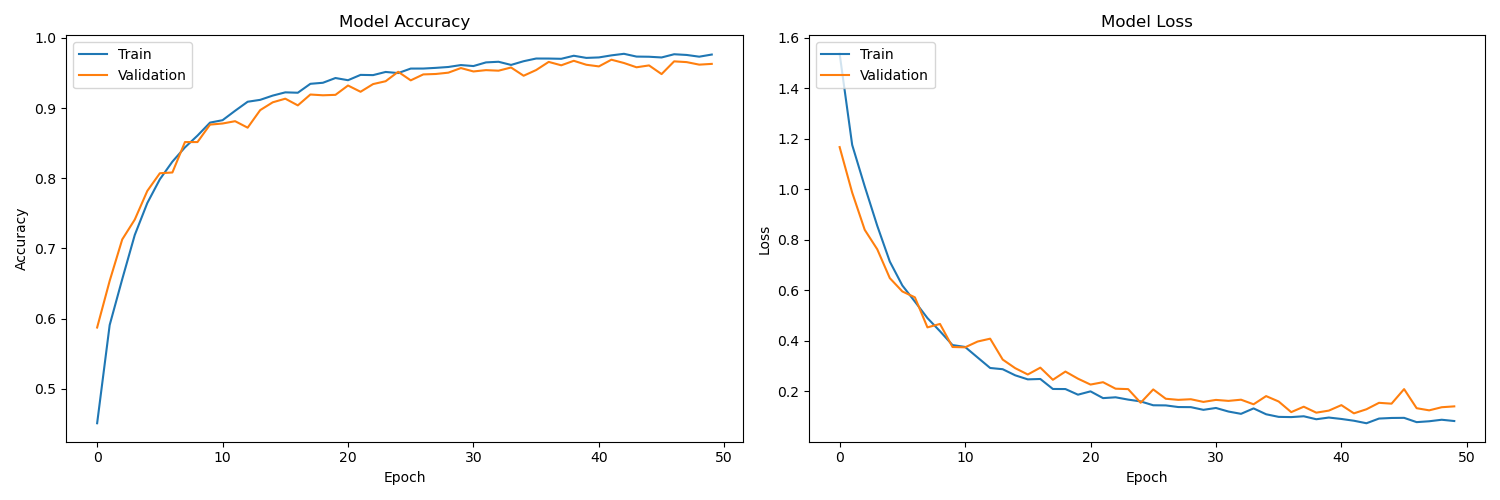 Model Accuracy
Train
Validation
1.0
0.9
0.8
0.7
0.6
0.5
Accuracy
0 10 20 30 40 50
Epoch
Model Loss
Train
Validation
1.6
1.4
1.2
1.0
0.8
0.6
0.4
0.2
Loss
0 10 20 30 40 50
Epoch